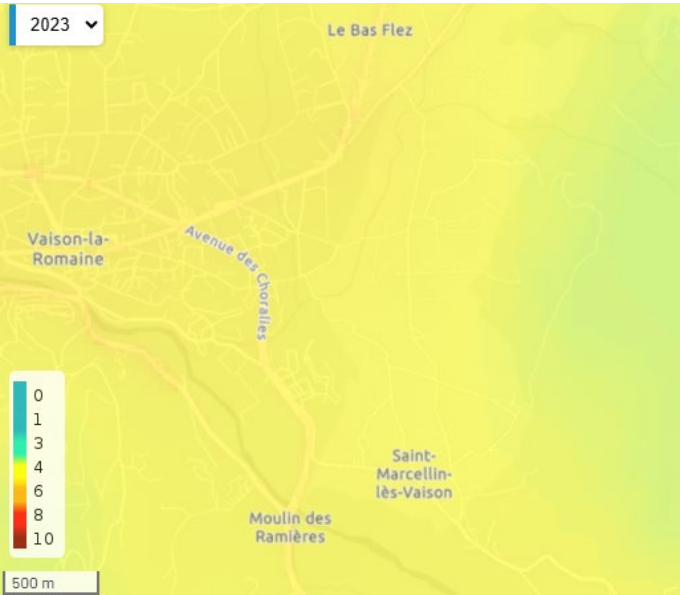 2023
Le Bas Flez
Vaison-la-
Romaine
Avenue des Choralies
0
1
3
4
6
8
10
Saint-
Marcellin-
lès-Vaison
Moulin des
Ramières
500 m